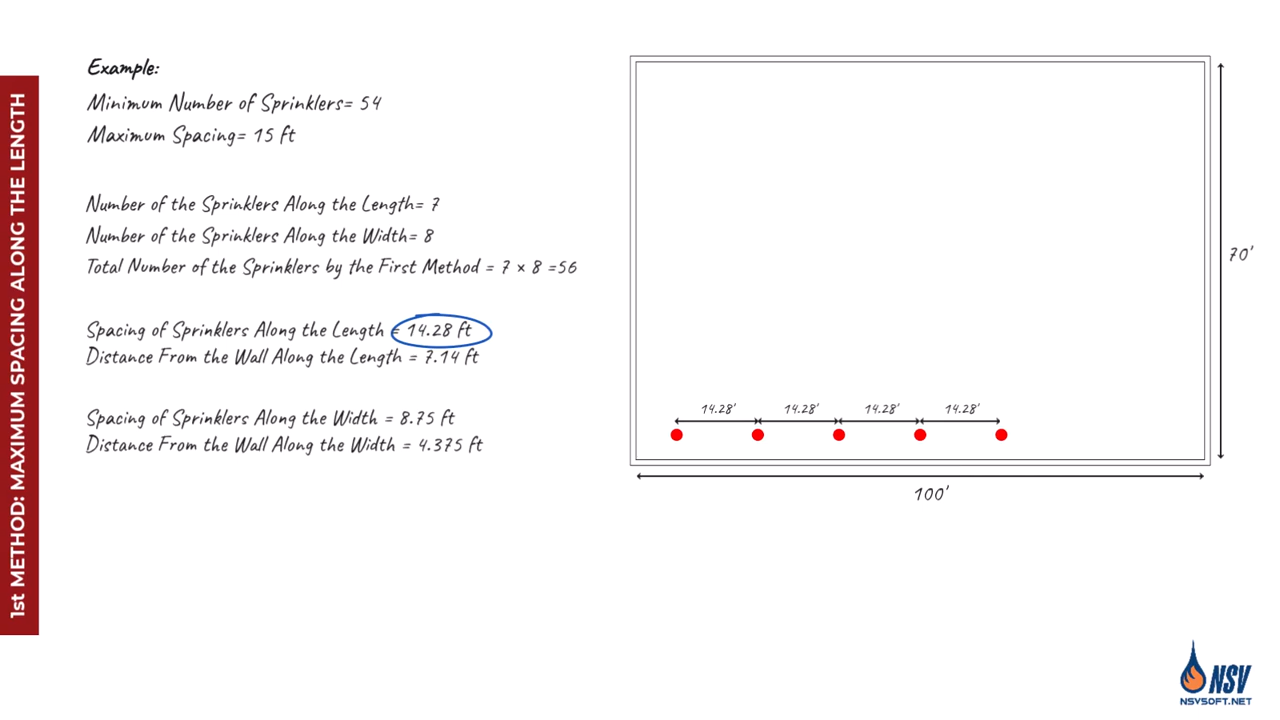 1st METHOD: MAXIMUM SPACING ALONG THE LENGTH
Example:
Minimum Number of Sprinklers= 54
Maximum Spacing= 15 ft
Number of the Sprinklers Along the Length= 7
Number of the Sprinklers Along the Width= 8
Total Number of the Sprinklers by the First Method = 7 × 8 =56
Spacing of Sprinklers Along the Length = 14.28 ft
Distance From the Wall Along the Length = 7.14 ft
Spacing of Sprinklers Along the Width = 8.75 ft
Distance From the Wall Along the Width = 4.375 ft
70'
14.28' 14.28' 14.28' 14.28'
100'
NSV
NSVSOFT.NET